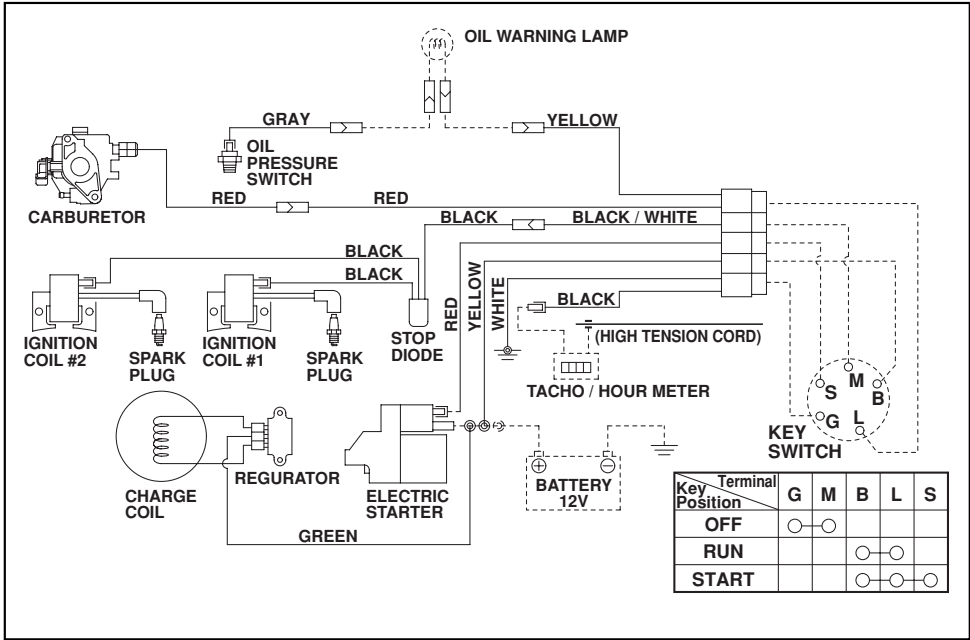 OIL WARNING LAMP
GRAY
YELLOW
OIL
PRESSURE
SWITCH
CARBURETOR
RED
RED
BLACK
BLACK / WHITE
BLACK
BLACK
RED
YELLOW
WHITE
BLACK
(HIGH TENSION CORD)
IGNITION
COIL #2
SPARK
PLUG
IGNITION
COIL #1
SPARK
PLUG
STOP
DIODE
TACHO / HOUR METER
M
S
B
G
L
KEY
SWITCH
CHARGE
COIL
REGURATOR
ELECTRIC
STARTER
BATTERY
12V
GREEN
Key Position Terminal G M B L S
OFF
RUN
START